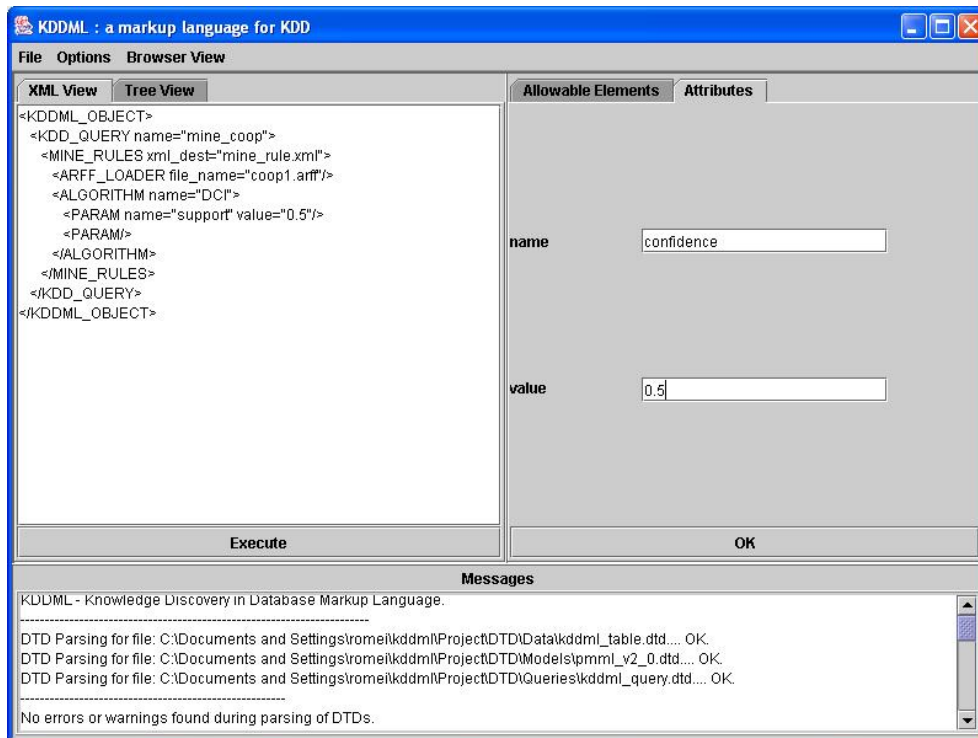 KDDML : a markup language for KDD
File Options Browser View
XML View Tree View
<KDDML_OBJECT>
<KDD_QUERY name="mine_coop">
<MINE_RULES xml_dest="mine_rule.xml">
<ARFF_LOADER file_name="coop1.arff"/>
<ALGORITHM name="DCI">
<PARAM name="support" value="0.5"/>
<PARAM/>
</ALGORITHM>
</MINE_RULES>
</KDD_QUERY>
</KDDML_OBJECT>
Execute
Allowable Elements Attributes
name confidence
value 0.5
OK
Messages
KDDML - Knowledge Discovery in Database Markup Language.
------------------------------------------------------------------------
DTD Parsing for file: C:\Documents and Settings\romei\kddml\Project\DTD\Data\kddml_table.dtd.... OK.
DTD Parsing for file: C:\Documents and Settings\romei\kddml\Project\DTD\Models\pmml_v2_0.dtd.... OK.
DTD Parsing for file: C:\Documents and Settings\romei\kddml\Project\DTD\Queries\kddml_query.dtd.... OK.
-------------------------------------------------------
No errors or warnings found during parsing of DTDs.